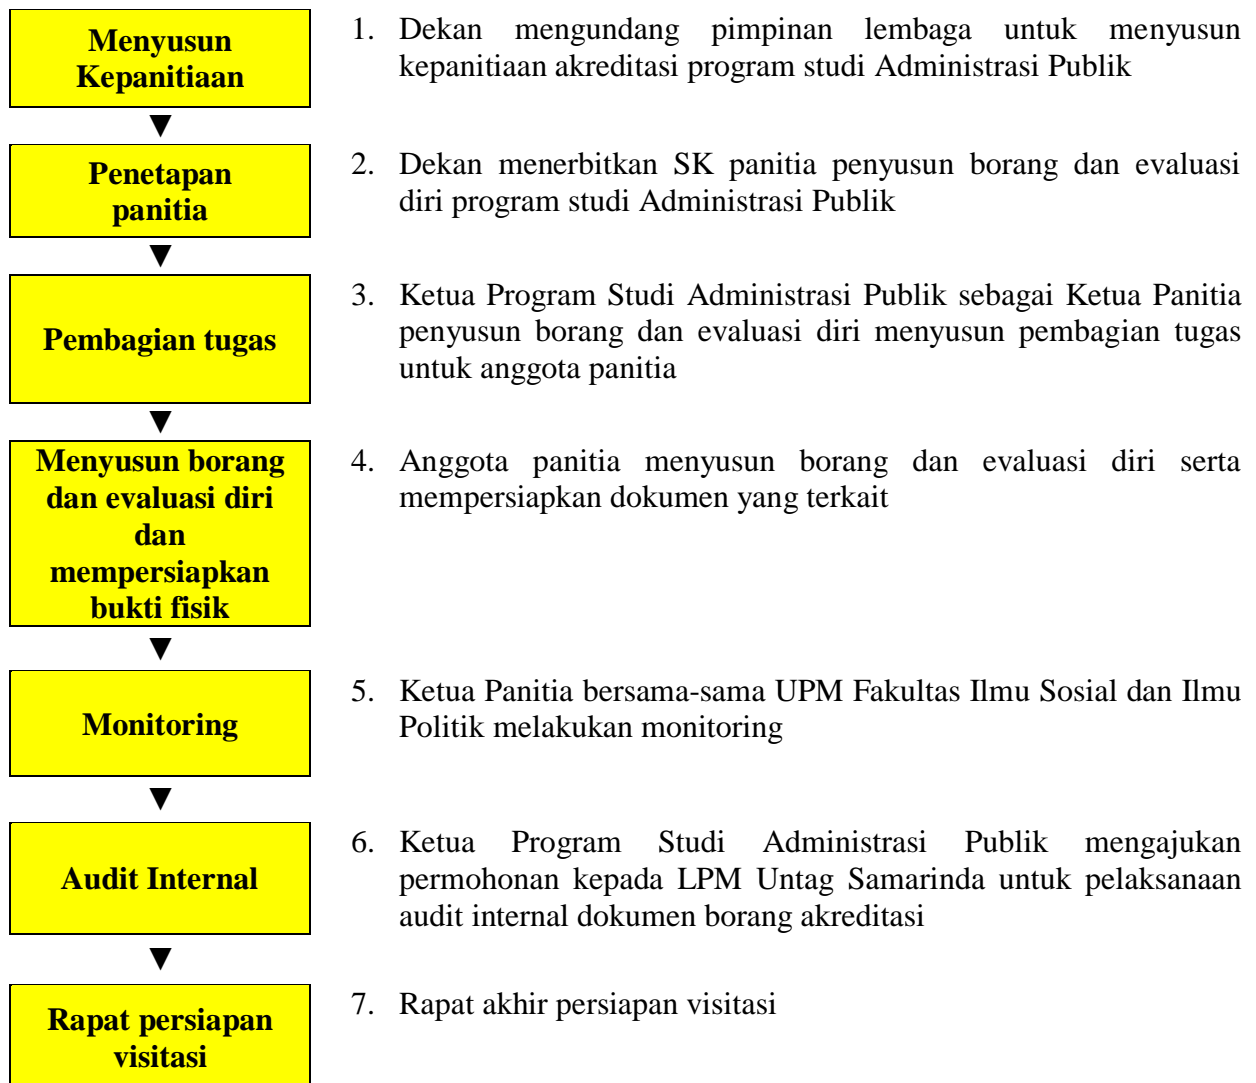 Menyusun
Kepanitiaan
1. Dekan mengundang pimpinan lembaga untuk menyusun
kepanitiaan akreditasi program studi Administrasi Publik
▼
Penetapan
panitia
2. Dekan menerbitkan SK panitia penyusun borang dan evaluasi
diri program studi Administrasi Publik
▼
Pembagian tugas
3. Ketua Program Studi Administrasi Publik sebagai Ketua Panitia
penyusun borang dan evaluasi diri menyusun pembagian tugas
untuk anggota panitia
▼
Menyusun borang
dan evaluasi diri
dan
mempersiapkan
bukti fisik
4. Anggota panitia menyusun borang dan evaluasi diri serta
mempersiapkan dokumen yang terkait
▼
Monitoring
5. Ketua Panitia bersama-sama UPM Fakultas Ilmu Sosial dan Ilmu
Politik melakukan monitoring
▼
Audit Internal
6. Ketua Program Studi Administrasi Publik mengajukan
permohonan kepada LPM Untag Samarinda untuk pelaksanaan
audit internal dokumen borang akreditasi
▼
Rapat persiapan
visitasi
7. Rapat akhir persiapan visitasi